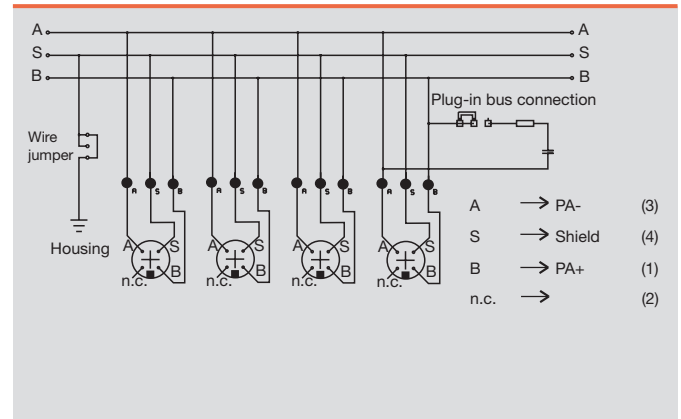 A A
S S
B B
Plug-in bus connection
Wire
jumper
A S B A S B A S B A S B
A S A S A S A S
Housing
B B B B
n.c. n.c. n.c. n.c.
A → PA- (3)
S → Shield (4)
B → PA+ (1)
n.c. → (2)